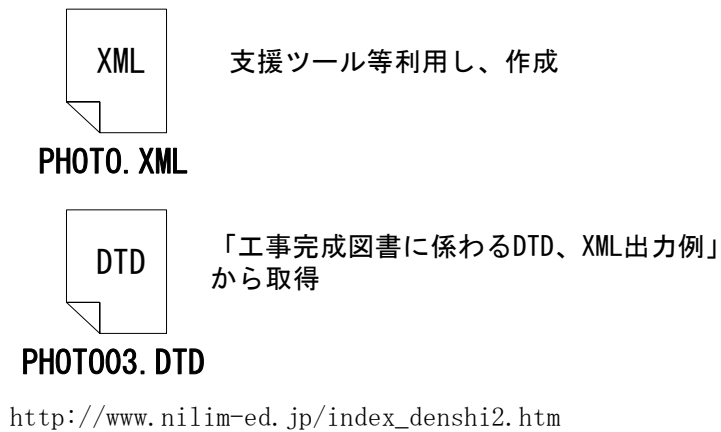 XML
支援ツール等利用し、作成
PHOTO.XML
DTD
「工事完成図書に係わるDTD、XML出力例」
から取得
PHOTO03.DTD
http://www.nilim-ed.jp/index_denshi2.htm